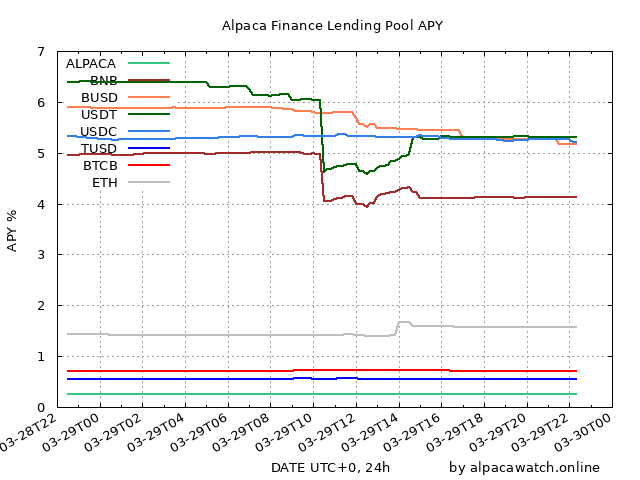 Alpaca Finance Lending Pool APY
ALPACA
BNB
BUSD
USDT
USDC
TUSD
BTCB
ETH
7
6
5
4
3
2
1
0
APY %
03-28T22
03-29T00
03-29T02
03-29T04
03-29T06
03-29T08
03-29T10
03-29T12
03-29T14
03-29T16
03-29T18
03-29T20
03-29T22
03-30T00
DATE UTC+0, 24h
by alpacawatch.online